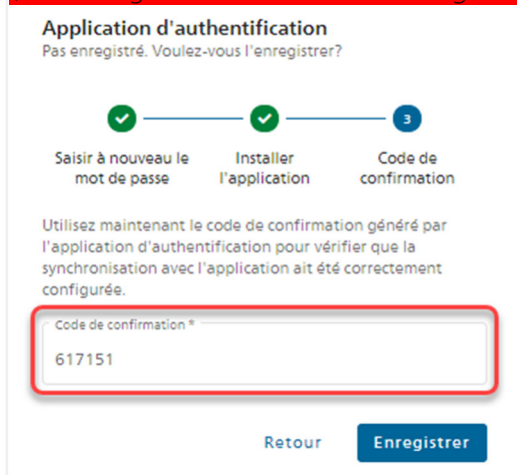 Application d'authentification
Pas enregistré. Voulez-vous l'enregistrer?
3
Saisir à nouveau le mot de passe
Installer l'application
Code de confirmation
Utilisez maintenant le code de confirmation généré par
l'application d'authentification pour vérifier que la
synchronisation avec l'application ait été correctement
configurée.
Code de confirmation *
617151
Retour
Enregistrer